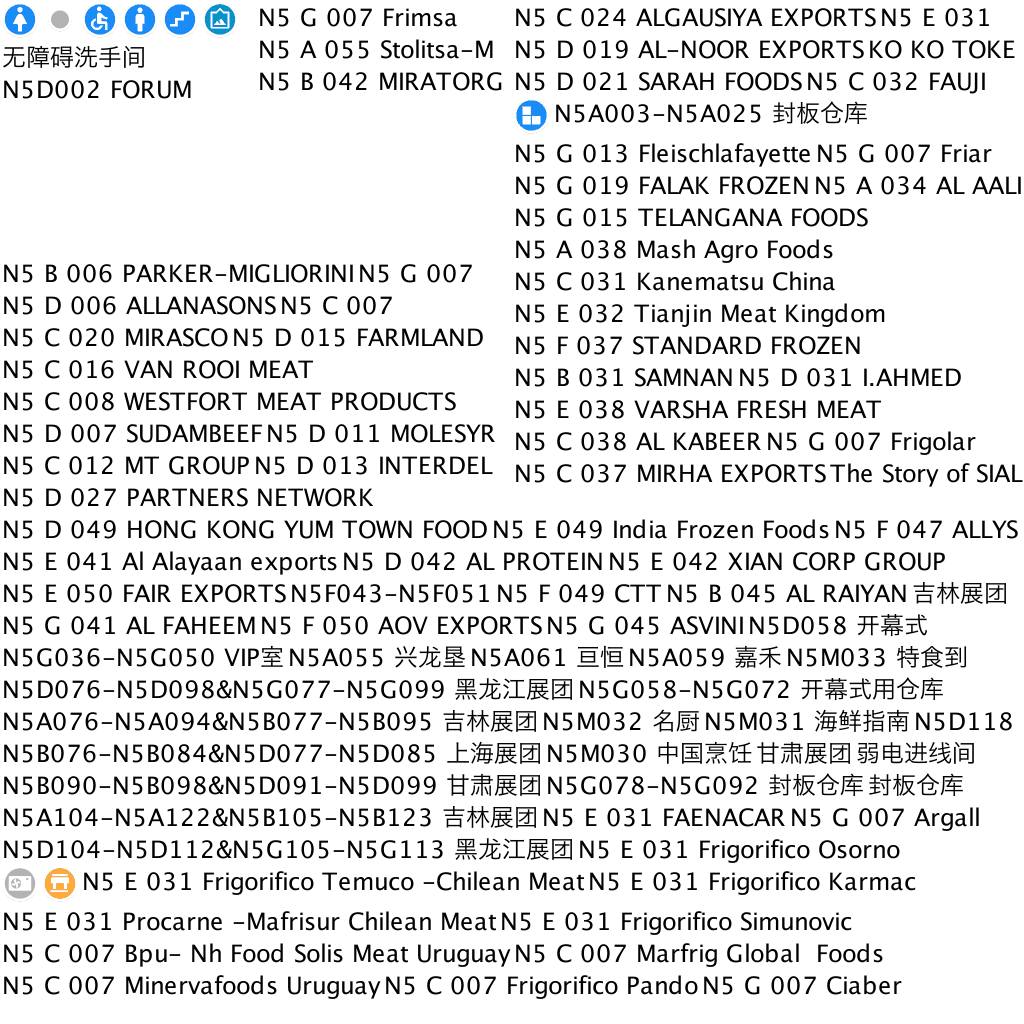 无障碍洗手间
N5D002 FORUM
N5 G 007 Frimsa
N5 A 055 Stolitsa-M
N5 B 042 MIRATORG
N5 C 024 ALGAUSIYA EXPORTS N5 E 031
N5 D 019 AL-NOOR EXPORTS KO KO TOKE
N5 D 021 SARAH FOODS N5 C 032 FAUJI
N5A003-N5A025 封板仓库
N5 G 013 Fleischlafayette N5 G 007 Friar
N5 G 019 FALAK FROZEN N5 A 034 AL AALI
N5 G 015 TELANGANA FOODS
N5 A 038 Mash Agro Foods
N5 C 031 Kanematsu China
N5 E 032 Tianjin Meat Kingdom
N5 F 037 STANDARD FROZEN
N5 B 031 SAMNAN N5 D 031 I.AHMED
N5 E 038 VARSHA FRESH MEAT
N5 C 038 AL KABEER N5 G 007 Frigolar
N5 C 037 MIRHA EXPORTS The Story of SIAL
N5 B 006 PARKER-MIGLIORINI N5 G 007
N5 D 006 ALLANASONS N5 C 007
N5 C 020 MIRASCO N5 D 015 FARMLAND
N5 C 016 VAN ROOI MEAT
N5 C 008 WESTFORT MEAT PRODUCTS
N5 D 007 SUDAMBEEF N5 D 011 MOLESYR
N5 C 012 MT GROUP N5 D 013 INTERDEL
N5 D 027 PARTNERS NETWORK
N5 D 049 HONG KONG YUM TOWN FOOD N5 E 049 India Frozen Foods N5 F 047 ALLYS
N5 E 041 Al Alayaan exports N5 D 042 AL PROTEIN N5 E 042 XIAN CORP GROUP
N5 E 050 FAIR EXPORTS N5F043-N5F051 N5 F 049 CTT N5 B 045 AL RAIYAN 吉林展团
N5 G 041 AL FAHEEM N5 F 050 AOV EXPORTS N5 G 045 ASVINI N5D058 开幕式
N5G036-N5G050 VIP室 N5A055 兴龙垦 N5A061 亘恒 N5A059 嘉禾 N5M033 特食到
N5D076-N5D098&N5G077-N5G099 黑龙江展团 N5G058-N5G072 开幕式用仓库
N5A076-N5A094&N5B077-N5B095 吉林展团 N5M032 名厨 N5M031 海鲜指南 N5D118
N5B076-N5B084&N5D077-N5D085 上海展团 N5M030 中国烹饪 甘肃展团 弱电进线间
N5B090-N5B098&N5D091-N5D099 甘肃展团 N5G078-N5G092 封板仓库 封板仓库
N5A104-N5A122&N5B105-N5B123 吉林展团 N5 E 031 FAENACAR N5 G 007 Argall
N5D104-N5D112&N5G105-N5G113 黑龙江展团 N5 E 031 Frigorifico Osorno
N5 E 031 Frigorifico Temuco -Chilean Meat N5 E 031 Frigorifico Karmac
N5 E 031 Procarne -Mafrisur Chilean Meat N5 E 031 Frigorifico Simunovic
N5 C 007 Bpu- Nh Food Solis Meat Uruguay N5 C 007 Marfrig Global Foods
N5 C 007 Minervafoods Uruguay N5 C 007 Frigorifico Pando N5 G 007 Ciaber